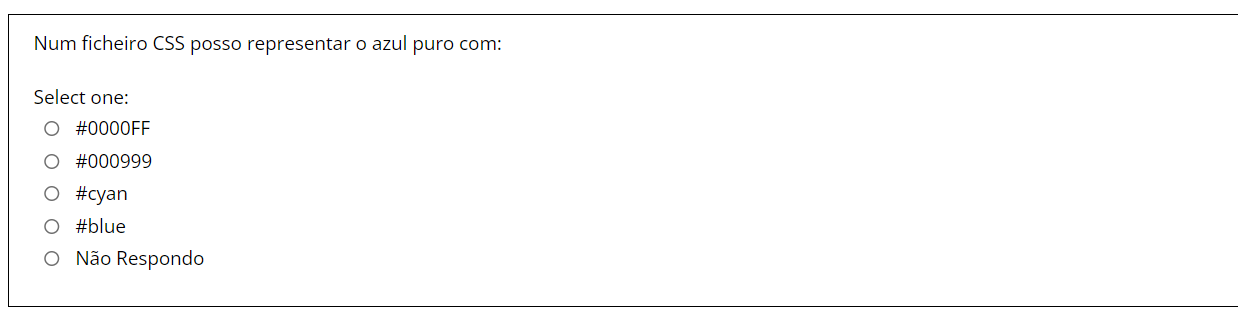 Num ficheiro CSS posso representar o azul puro com:
Select one:
#0000FF
#000999
#cyan
#blue
Não Respondo